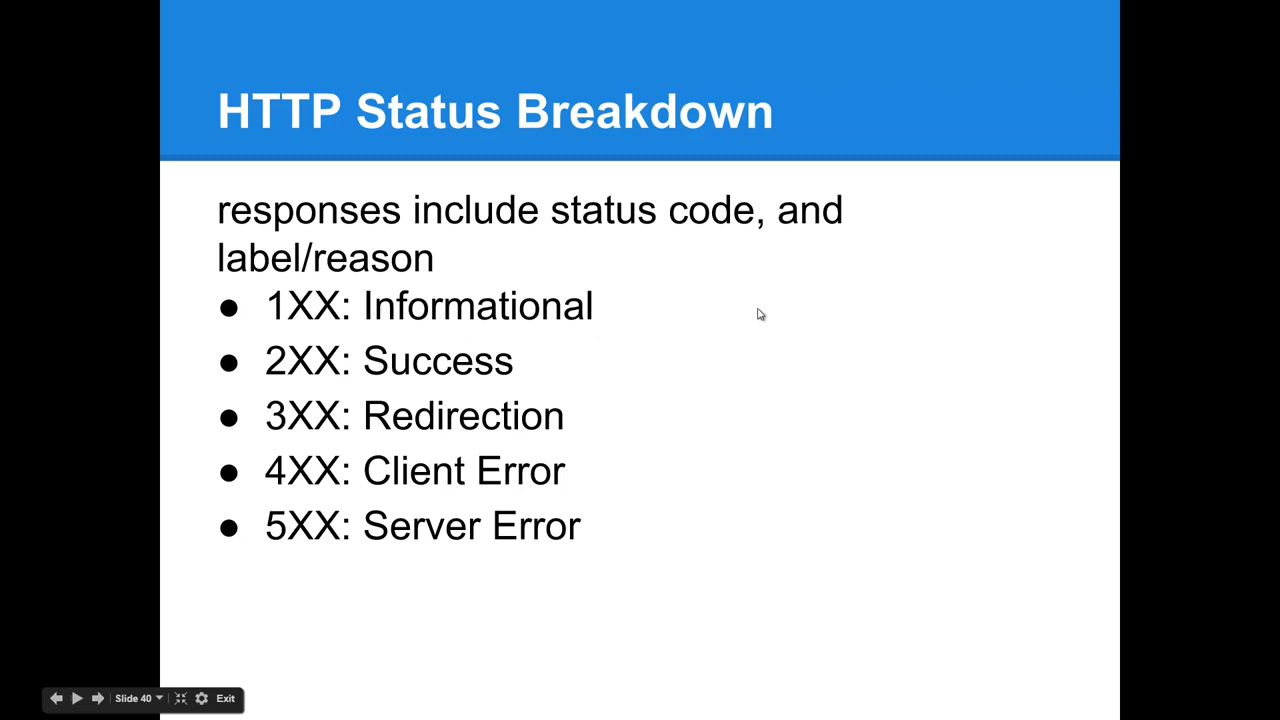 HTTP Status Breakdown
responses include status code, and
label/reason
● 1XX: Informational
● 2XX: Success
● 3XX: Redirection
● 4XX: Client Error
● 5XX: Server Error
Slide 40 Exit